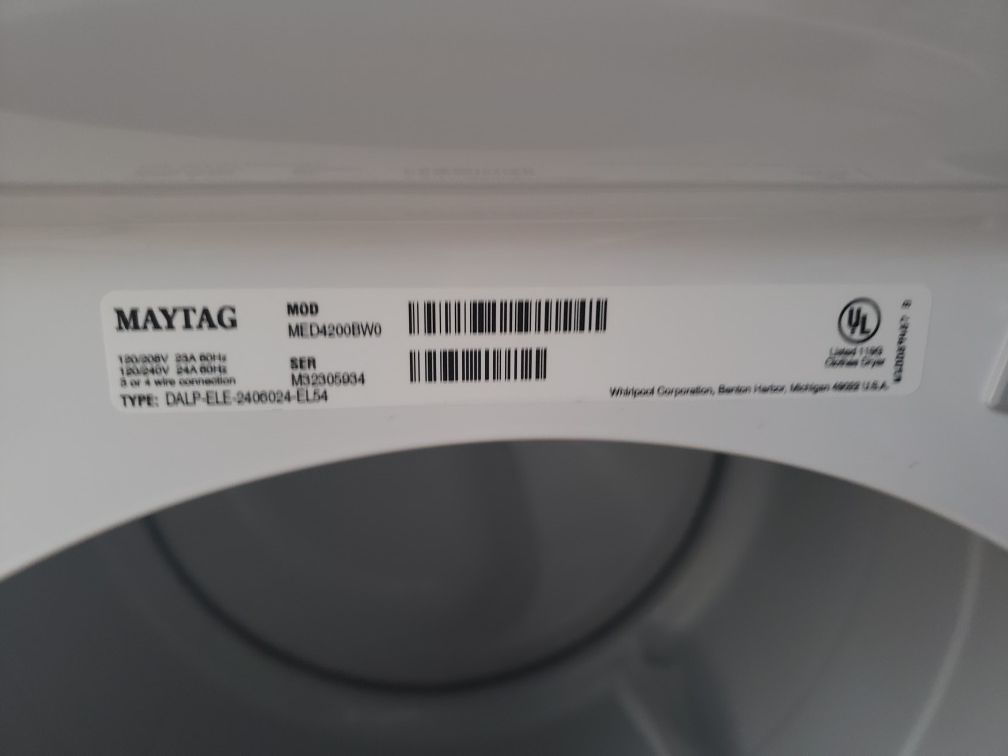 MAYTAG
MOD
MED4200BW0
120/208V 23A 60Hz
120/240V 24A 60Hz
3 or 4 wire connection
SER
M32305934
TYPE: DALP-ELE-2406024-EL54
UL
Clothes Dryer
Whirlpool Corporation, Benton Harbor, Michigan 49022 U.S.A.